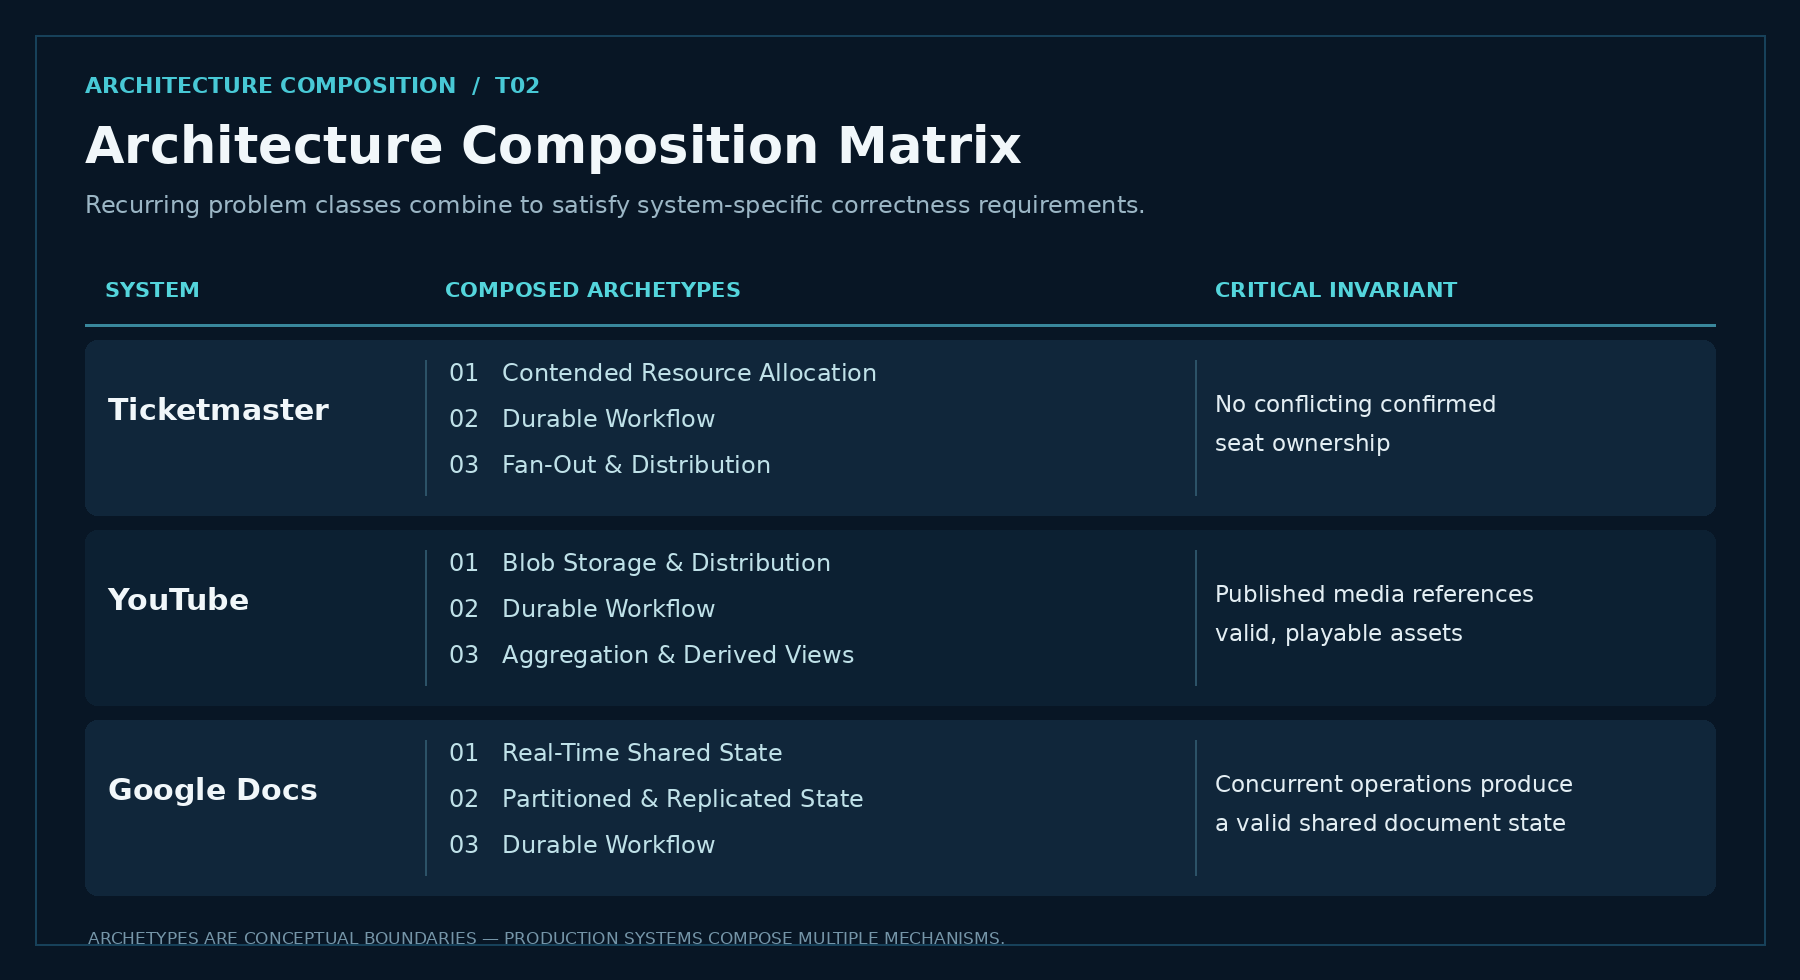 ARCHITECTURE COMPOSITION / T02
Architecture Composition Matrix
Recurring problem classes combine to satisfy system-specific correctness requirements.
SYSTEM
COMPOSED ARCHETYPES
CRITICAL INVARIANT
Ticketmaster
01 Contended Resource Allocation
02 Durable Workflow
03 Fan-Out & Distribution
No conflicting confirmed
seat ownership
YouTube
01 Blob Storage & Distribution
02 Durable Workflow
03 Aggregation & Derived Views
Published media references
valid, playable assets
Google Docs
01 Real-Time Shared State
02 Partitioned & Replicated State
03 Durable Workflow
Concurrent operations produce
a valid shared document state
ARCHETYPES ARE CONCEPTUAL BOUNDARIES — PRODUCTION SYSTEMS COMPOSE MULTIPLE MECHANISMS.